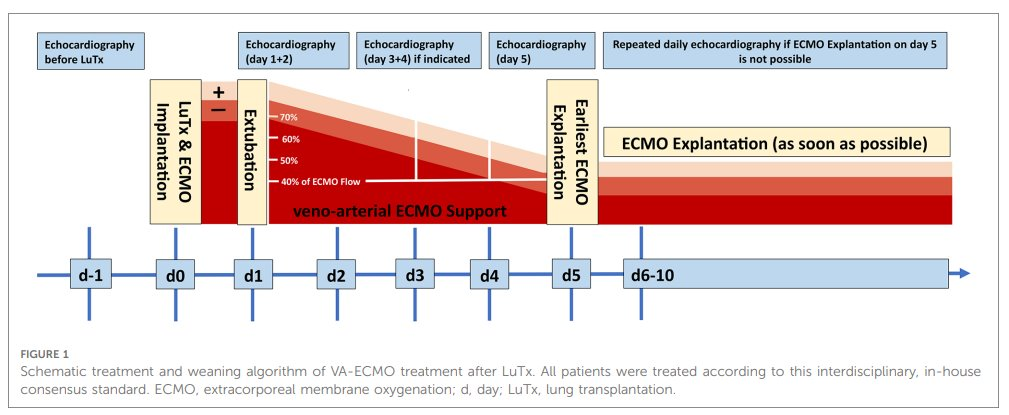 Echocardiography
before LuTx
Echocardiography
(day 1+2)
Echocardiography
(day 3+4) if indicated
Echocardiography
(day 5)
Repeated daily echocardiography if ECMO Explantation on day 5
is not possible
LuTx & ECMO
Implantation
+
–
Extubation
70%
60%
50%
40% of ECMO Flow
veno-arterial ECMO Support
Earliest ECMO
Explantation
ECMO Explantation (as soon as possible)
d-1
d0
d1
d2
d3
d4
d5
d6-10
FIGURE 1
Schematic treatment and weaning algorithm of VA-ECMO treatment after LuTx. All patients were treated according to this interdisciplinary, in-house
consensus standard. ECMO, extracorporeal membrane oxygenation; d, day; LuTx, lung transplantation.